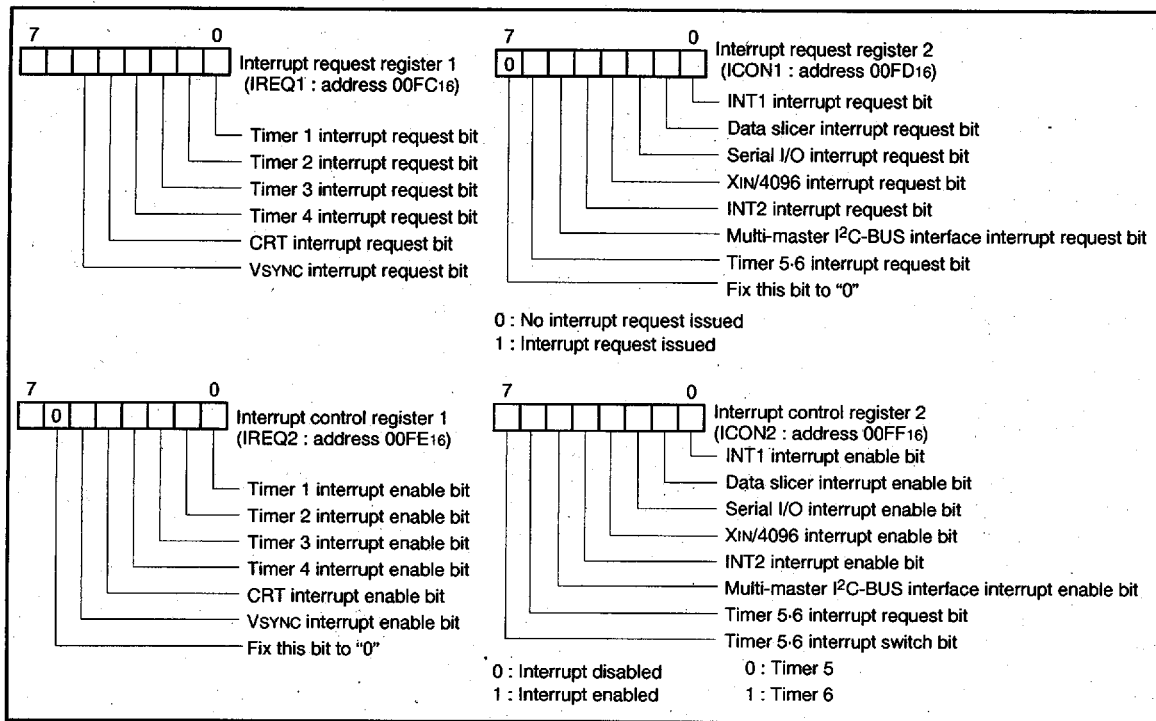 7 0
Interrupt request register 1
(IREQ1 : address 00FC16)
Timer 1 interrupt request bit
Timer 2 interrupt request bit
Timer 3 interrupt request bit
Timer 4 interrupt request bit
CRT interrupt request bit
VSYNC interrupt request bit
7 0
0
Interrupt request register 2
(ICON1 : address 00FD16)
INT1 interrupt request bit
Data slicer interrupt request bit
Serial I/O interrupt request bit
XIN/4096 interrupt request bit
INT2 interrupt request bit
Multi-master I²C-BUS interface interrupt request bit
Timer 5·6 interrupt request bit
Fix this bit to “0”
0 : No interrupt request issued
1 : Interrupt request issued
7 0
0
Interrupt control register 1
(IREQ2 : address 00FE16)
Timer 1 interrupt enable bit
Timer 2 interrupt enable bit
Timer 3 interrupt enable bit
Timer 4 interrupt enable bit
CRT interrupt enable bit
VSYNC interrupt enable bit
Fix this bit to “0”
7 0
Interrupt control register 2
(ICON2 : address 00FF16)
INT1 interrupt enable bit
Data slicer interrupt enable bit
Serial I/O interrupt enable bit
XIN/4096 interrupt enable bit
INT2 interrupt enable bit
Multi-master I²C-BUS interface interrupt enable bit
Timer 5·6 interrupt request bit
Timer 5·6 interrupt switch bit
0 : Interrupt disabled 0 : Timer 5
1 : Interrupt enabled 1 : Timer 6